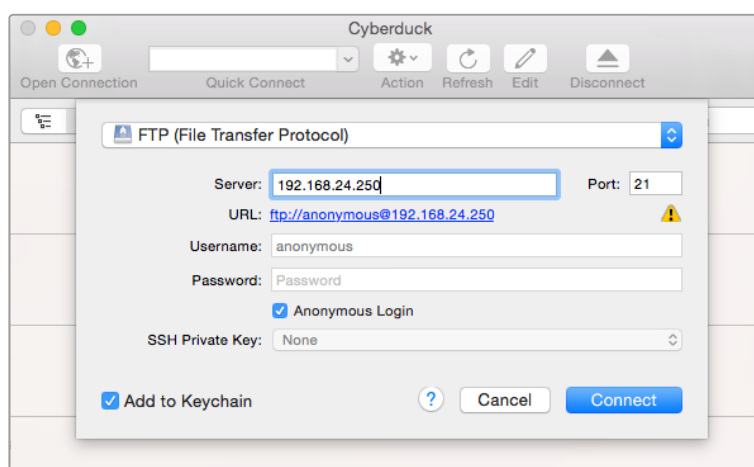 Cyberduck
Open Connection Quick Connect Action Refresh Edit Disconnect
FTP (File Transfer Protocol)
Server: 192.168.24.250 Port: 21
URL: ftp://anonymous@192.168.24.250
Username: anonymous
Password: Password
Anonymous Login
SSH Private Key: None
Add to Keychain ? Cancel Connect